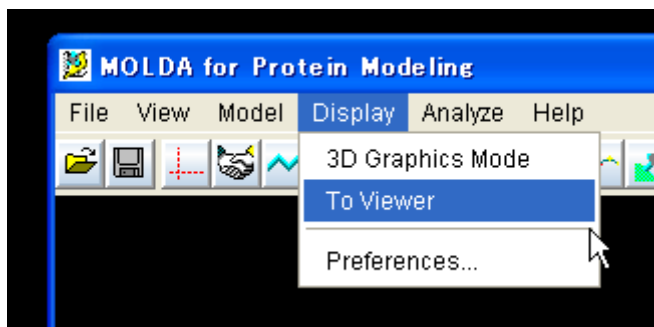 MOLDA for Protein Modeling
File View Model Display Analyze Help
3D Graphics Mode
To Viewer
Preferences...